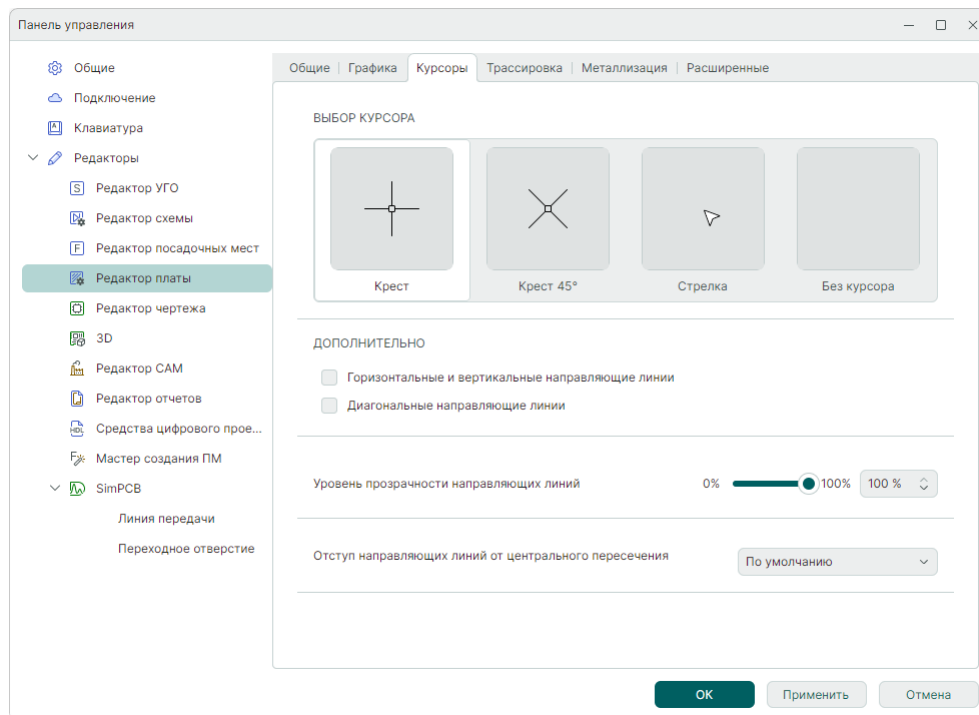 Панель управления
Общие
Подключение
Клавиатура
Редакторы
Редактор УГО
Редактор схемы
Редактор посадочных мест
Редактор платы
Редактор чертежа
3D
Редактор CAM
Редактор отчетов
Средства цифрового прое...
Мастер создания ПМ
SimPCB
Линия передачи
Переходное отверстие
Общие Графика Курсоры Трассировка Металлизация Расширенные
ВЫБОР КУРСОРА
Крест Крест 45° Стрелка Без курсора
ДОПОЛНИТЕЛЬНО
Горизонтальные и вертикальные направляющие линии
Диагональные направляющие линии
Уровень прозрачности направляющих линий 0% 100% 100 %
Отступ направляющих линий от центрального пересечения По умолчанию
ОК Применить Отмена